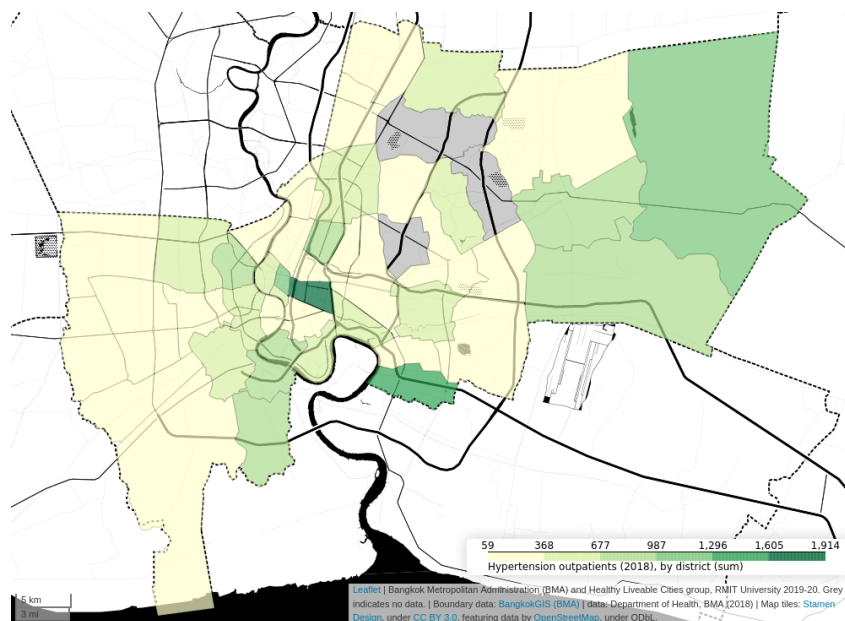 59 368 677 987 1,296 1,605 1,914
Hypertension outpatients (2018), by district (sum)
5 km
3 mi
Leaflet | Bangkok Metropolitan Administration (BMA) and Healthy Liveable Cities group, RMIT University 2019-20. Grey
indicates no data. | Boundary data: BangkokGIS (BMA) | data: Department of Health, BMA (2018) | Map tiles: Stamen
Design, under CC BY 3.0, featuring data by OpenStreetMap, under ODbL.